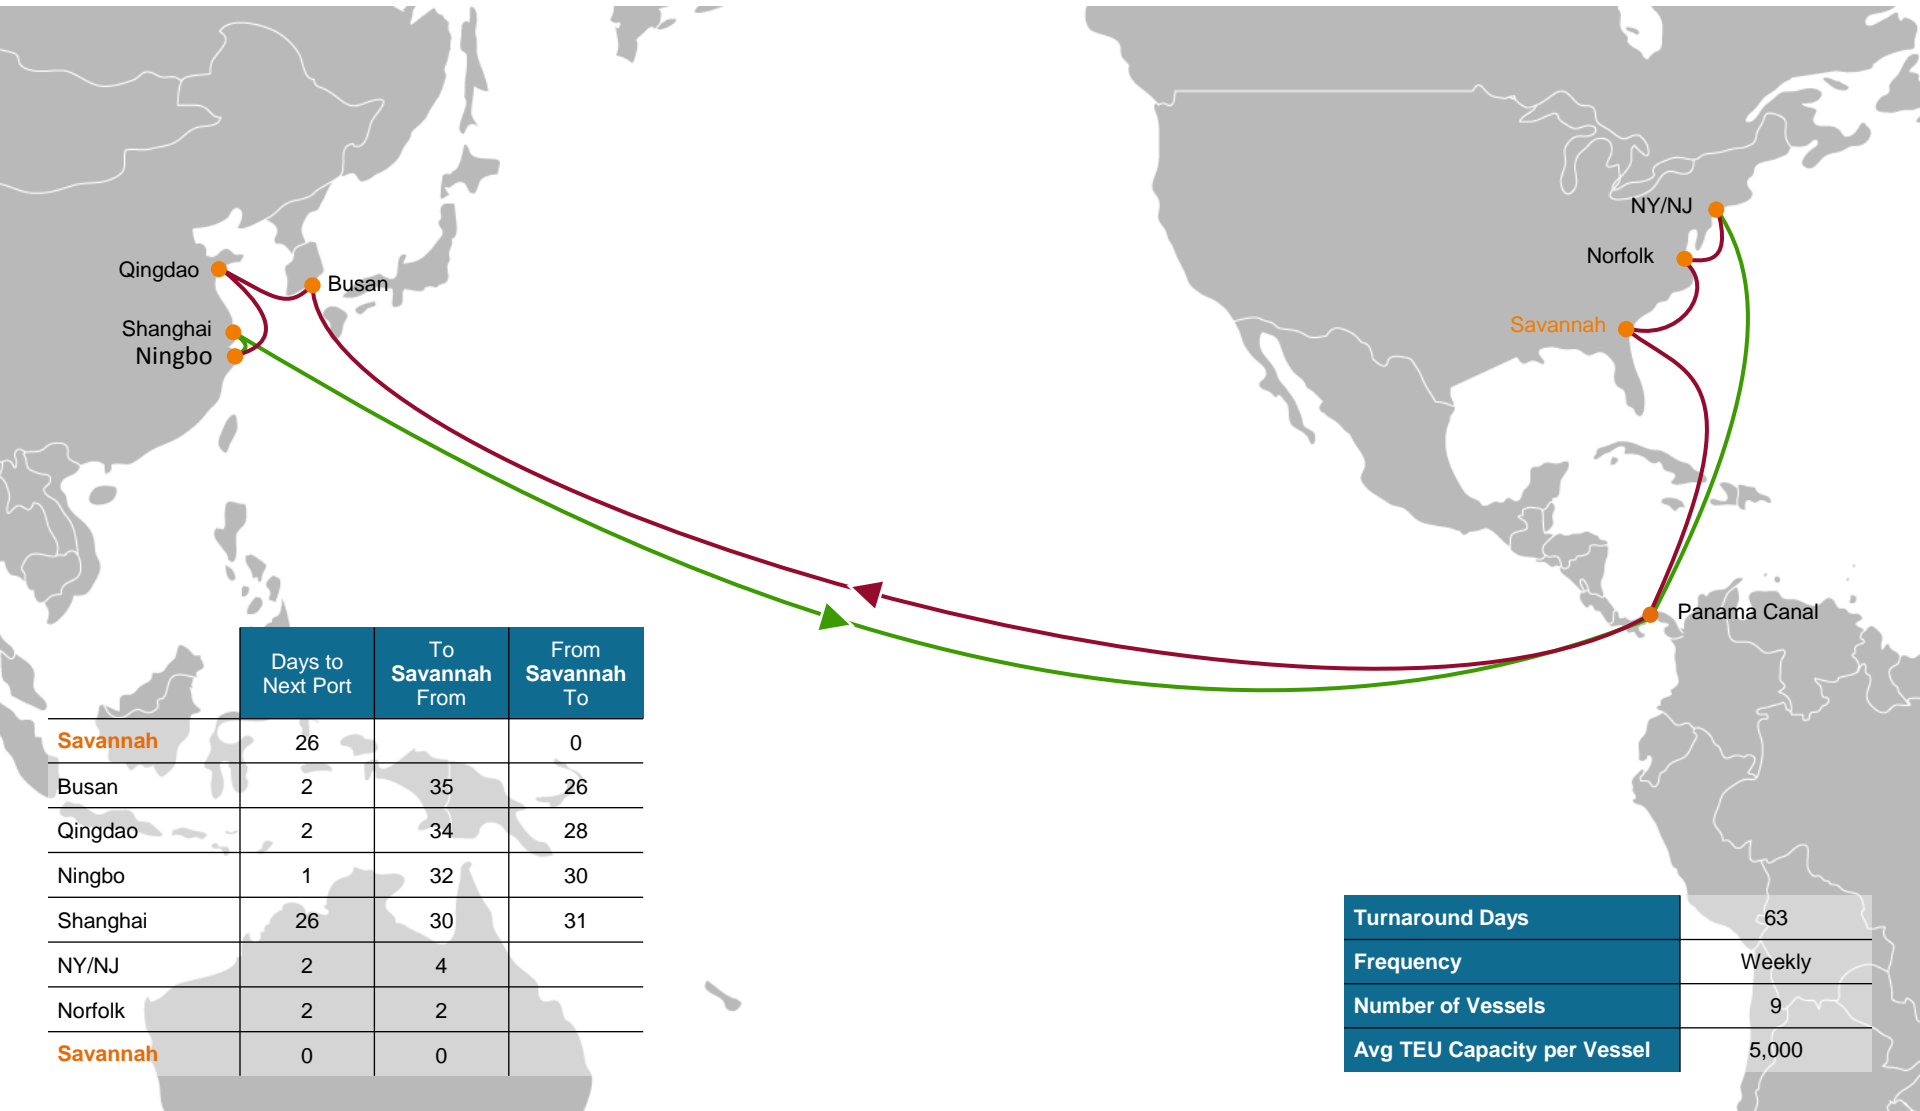 NY/NJ
Norfolk
Qingdao
Busan
Shanghai
Savannah
Ningbo
Panama Canal
Days to Next Port
To Savannah From
From Savannah To
Savannah 26 0
Busan 2 35 26
Qingdao 2 34 28
Ningbo 1 32 30
Shanghai 26 30 31
NY/NJ 2 4
Norfolk 2 2
Savannah 0 0
Turnaround Days 63
Frequency Weekly
Number of Vessels 9
Avg TEU Capacity per Vessel 5,000